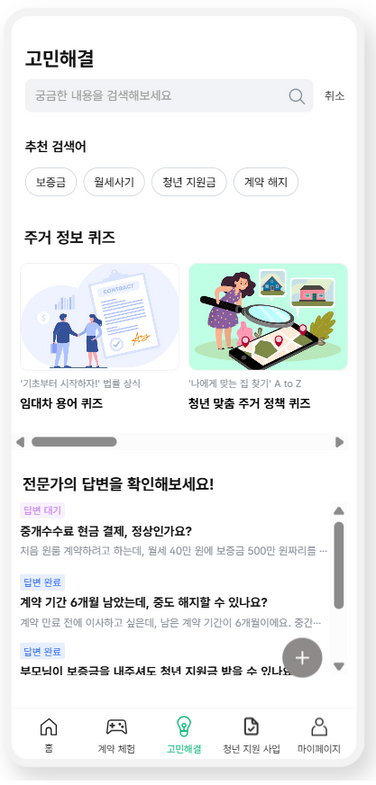 고민해결
궁금한 내용을 검색해보세요
취소
추천 검색어
보증금
월세사기
청년 지원금
계약 해지
주거 정보 퀴즈
CONTRACT
'기초부터 시작하자!' 법률 상식
'나에게 맞는 집 찾기' A to Z
임대차 용어 퀴즈
청년 맞춤 주거 정책 퀴즈
전문가의 답변을 확인해보세요!
답변 대기
중개수수료 현금 결제, 정상인가요?
처음 원룸 계약하려고 하는데, 월세 40만 원에 보증금 500만 원짜리를 ···
답변 완료
계약 기간 6개월 남았는데, 중도 해지할 수 있나요?
계약 만료 전에 이사하고 싶은데, 남은 계약 기간이 6개월이에요. 중간···
답변 완료
부모님이 보증금을 내주셔도 청년 지원금 받을 수 있나요
홈
계약 체험
고민해결
청년 지원 사업
마이페이지